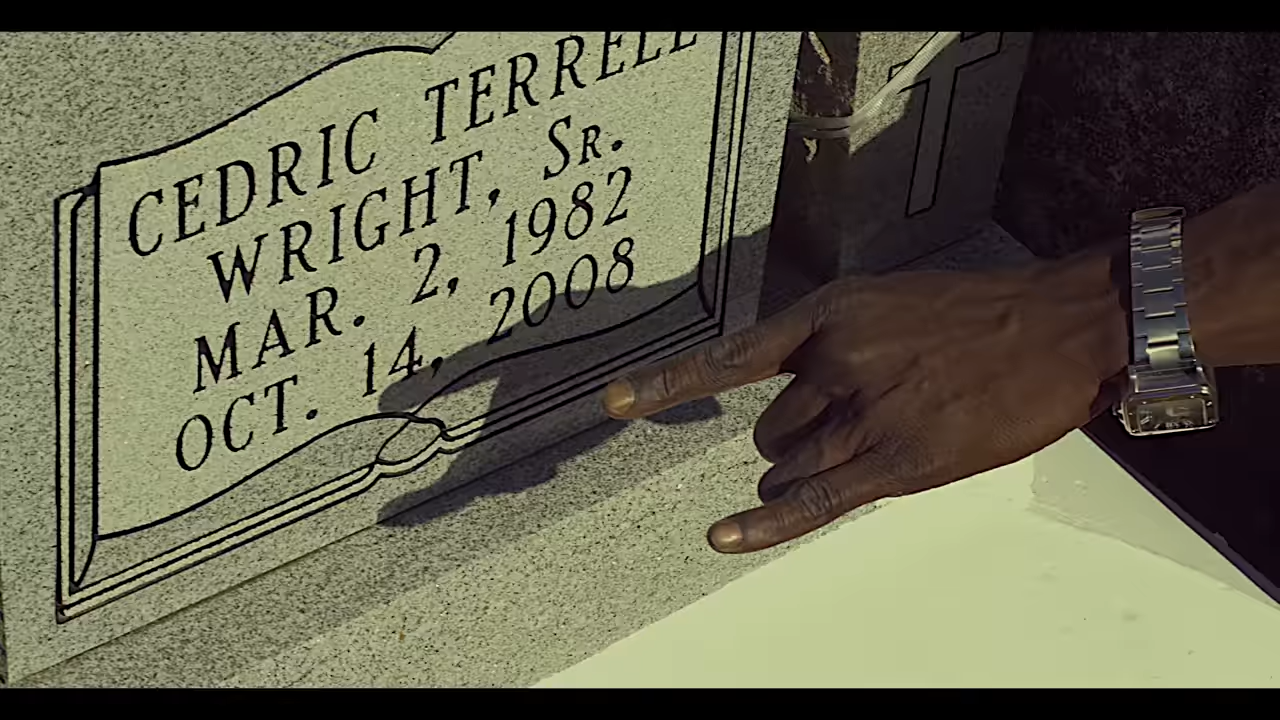 CEDRIC TERRELL
WRIGHT, SR.
MAR. 2, 1982
OCT. 14, 2008